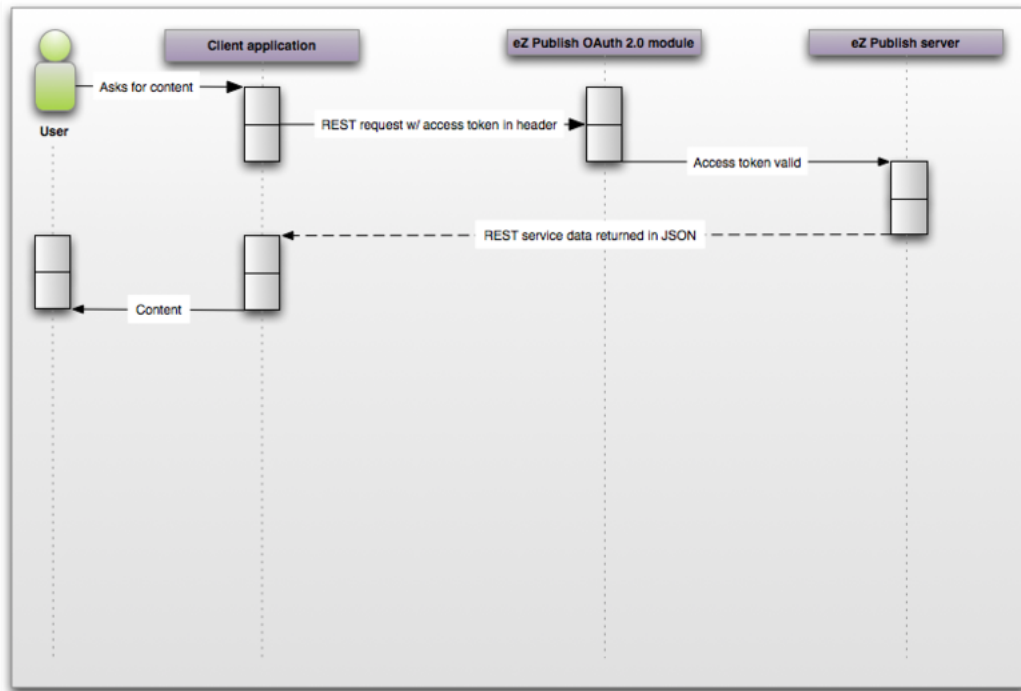 Client application
eZ Publish OAuth 2.0 module
eZ Publish server
Asks for content
User
REST request w/ access token in header
Access token valid
REST service data returned in JSON
Content